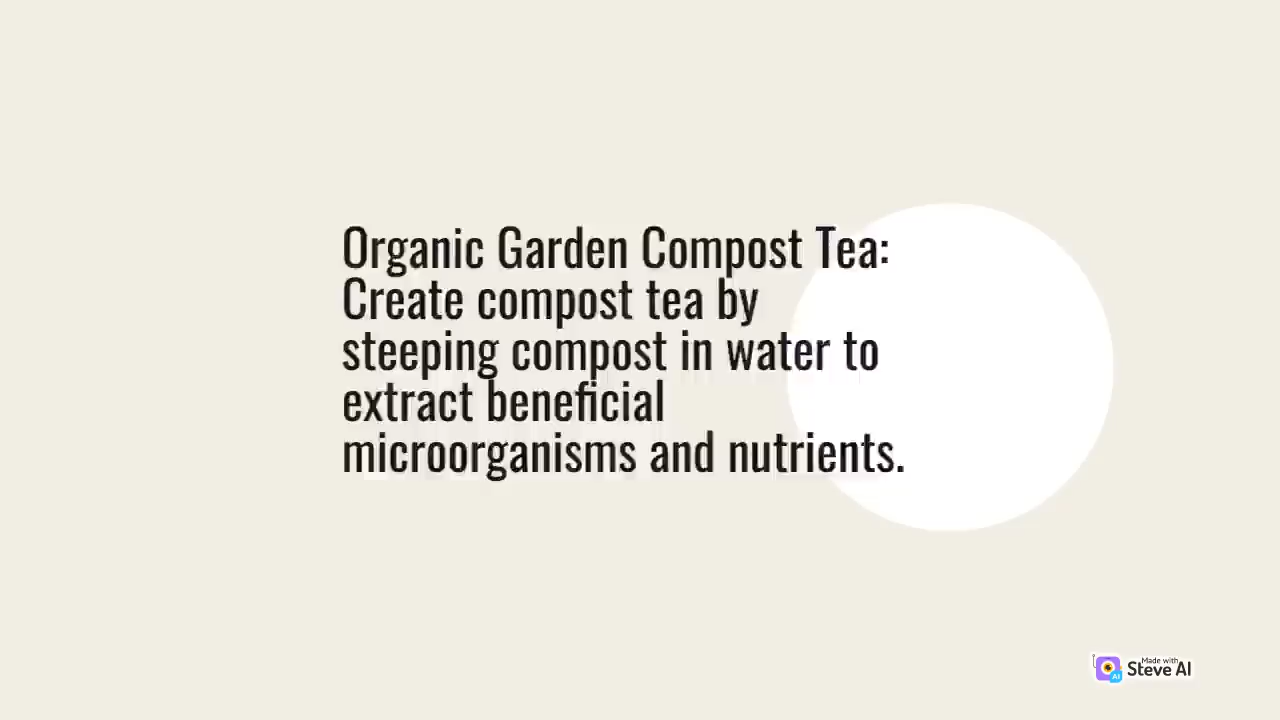 Organic Garden Compost Tea:
Create compost tea by
steeping compost in water to
extract beneficial
microorganisms and nutrients.
Made with
Steve AI
AI